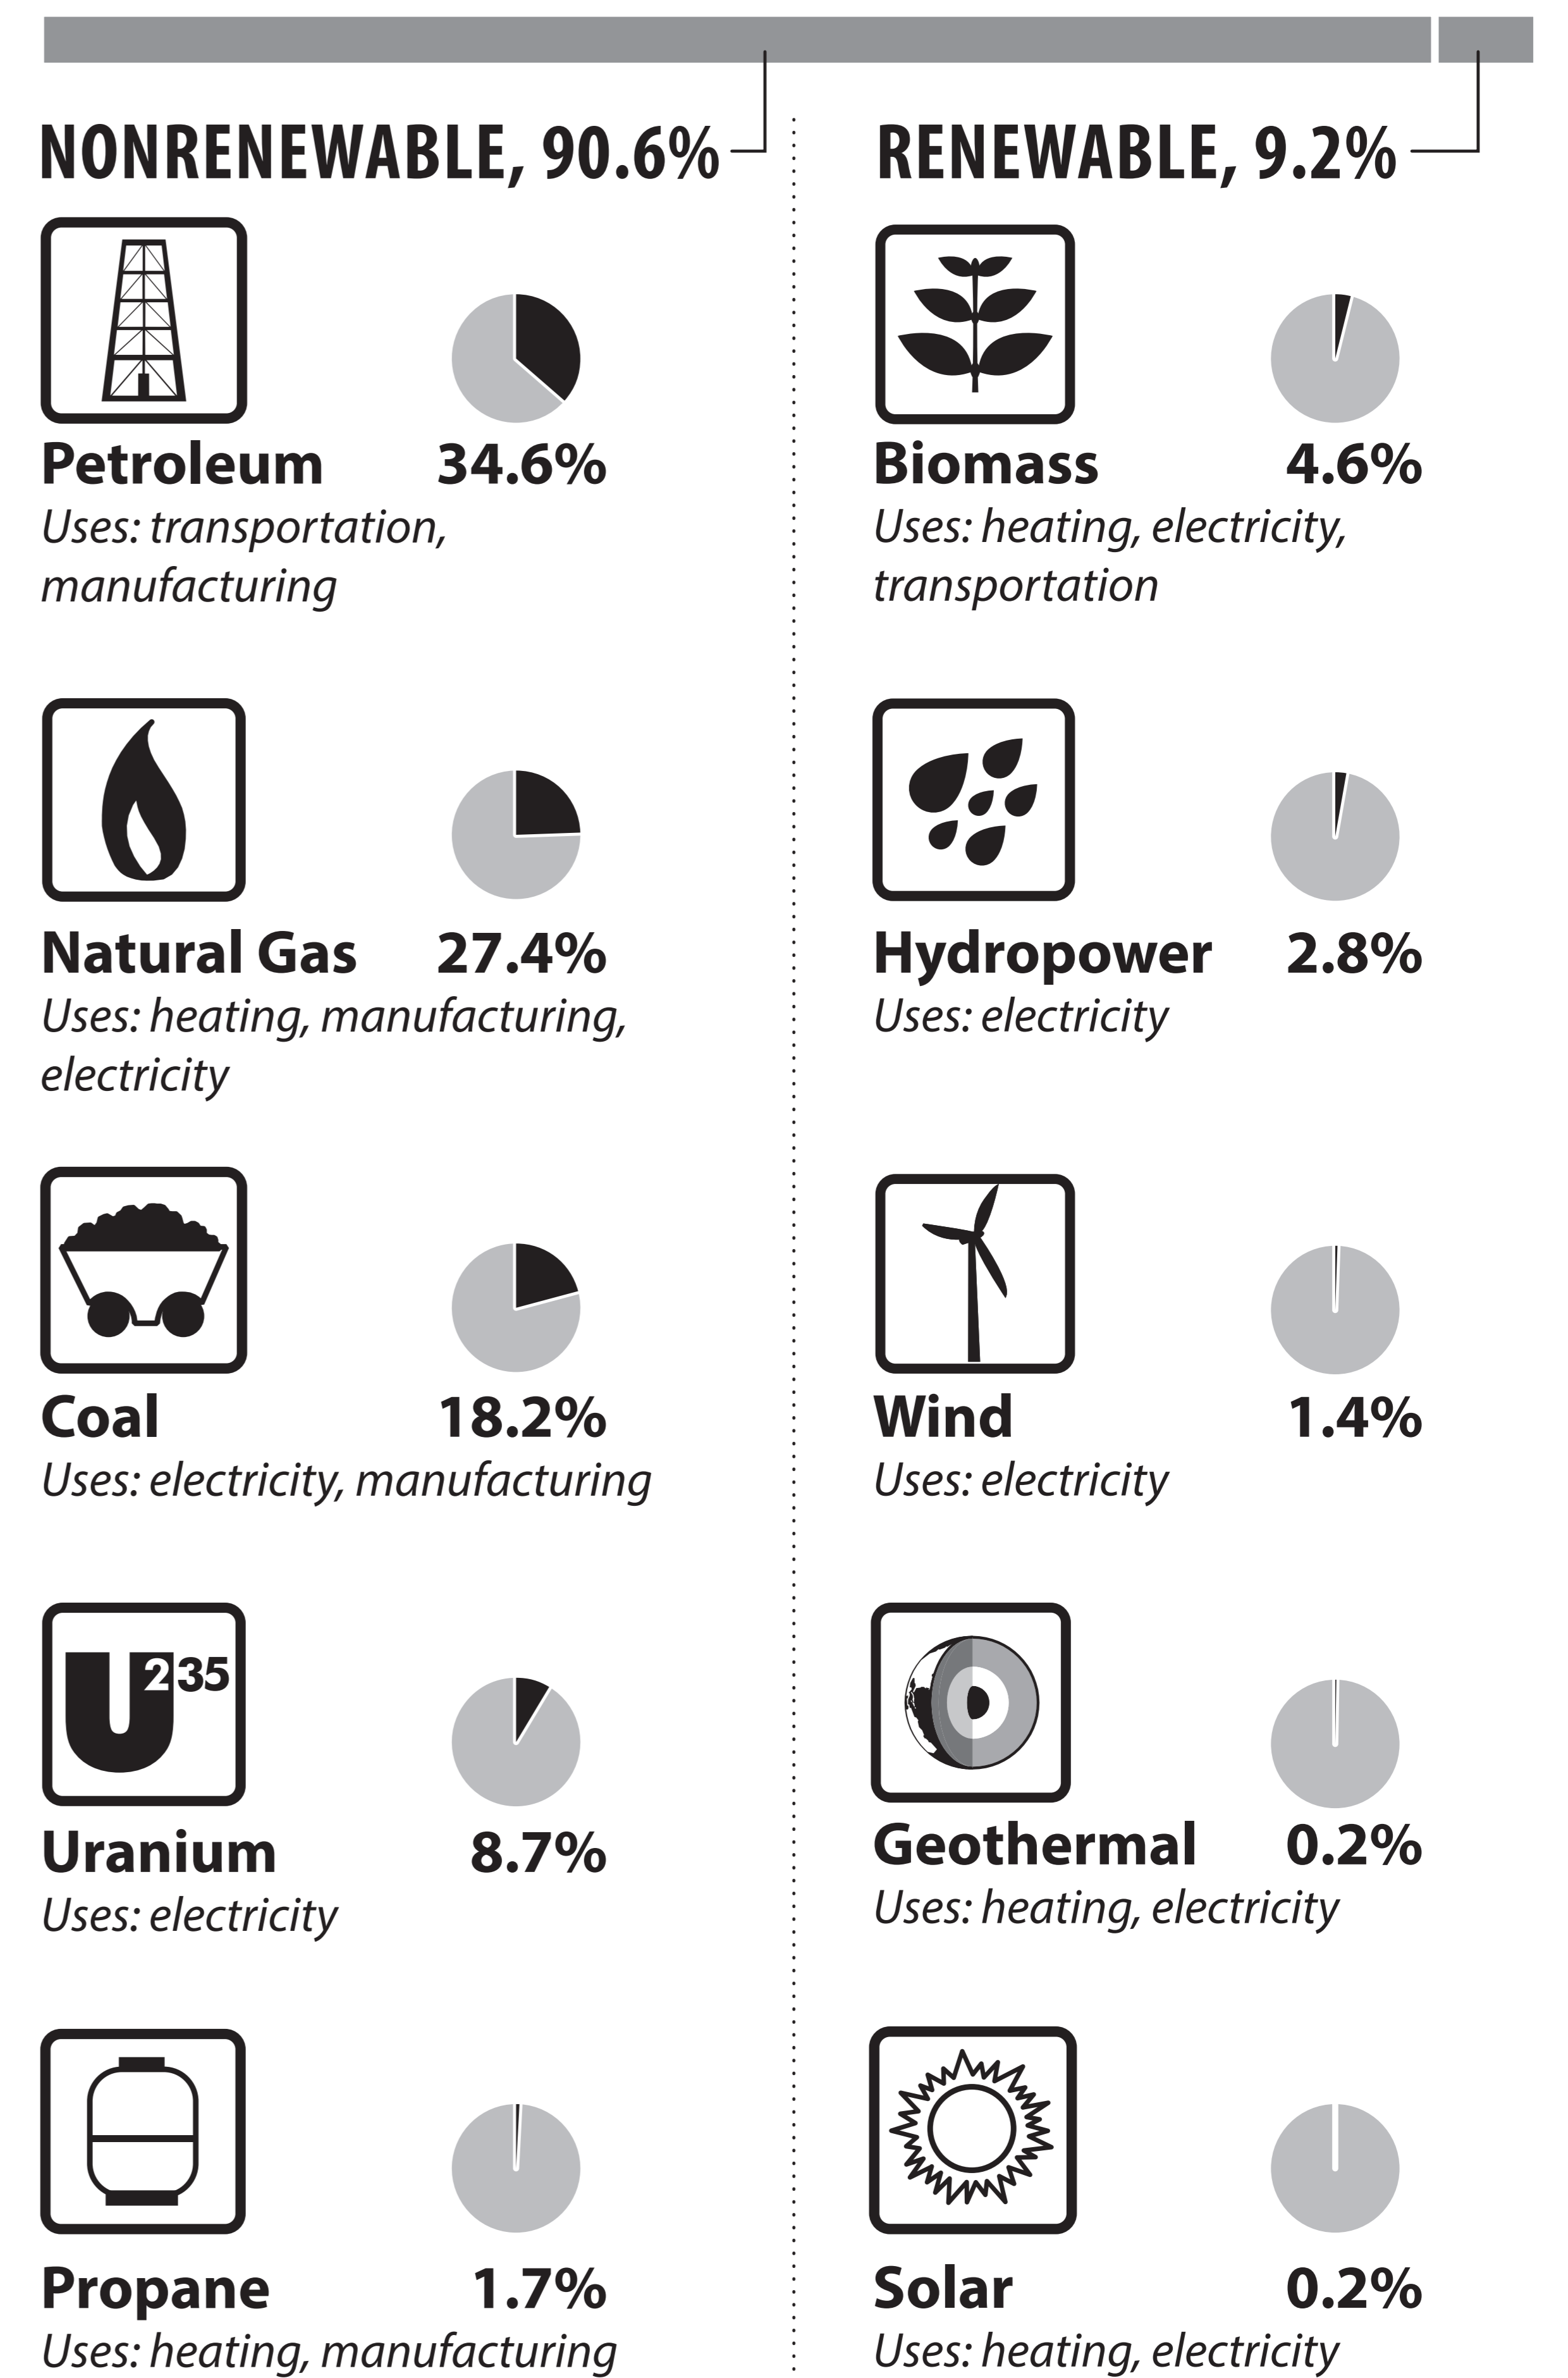 NONRENEWABLE, 90.6%
Petroleum 34.6%
Uses: transportation,
manufacturing
Natural Gas 27.4%
Uses: heating, manufacturing,
electricity
Coal 18.2%
Uses: electricity, manufacturing
U235
Uranium 8.7%
Uses: electricity
Propane 1.7%
Uses: heating, manufacturing
RENEWABLE, 9.2%
Biomass 4.6%
Uses: heating, electricity,
transportation
Hydropower 2.8%
Uses: electricity
Wind 1.4%
Uses: electricity
Geothermal 0.2%
Uses: heating, electricity
Solar 0.2%
Uses: heating, electricity